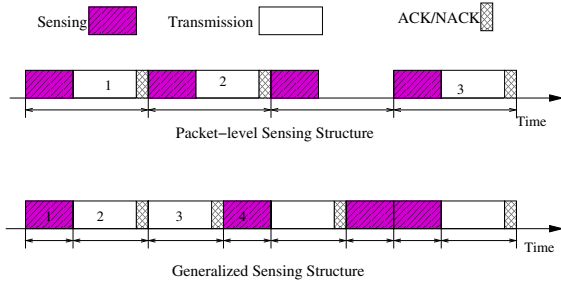 Sensing
Transmission
ACK/NACK
1
2
3
Time
Packet-level Sensing Structure
1
2
3
4
Time
Generalized Sensing Structure